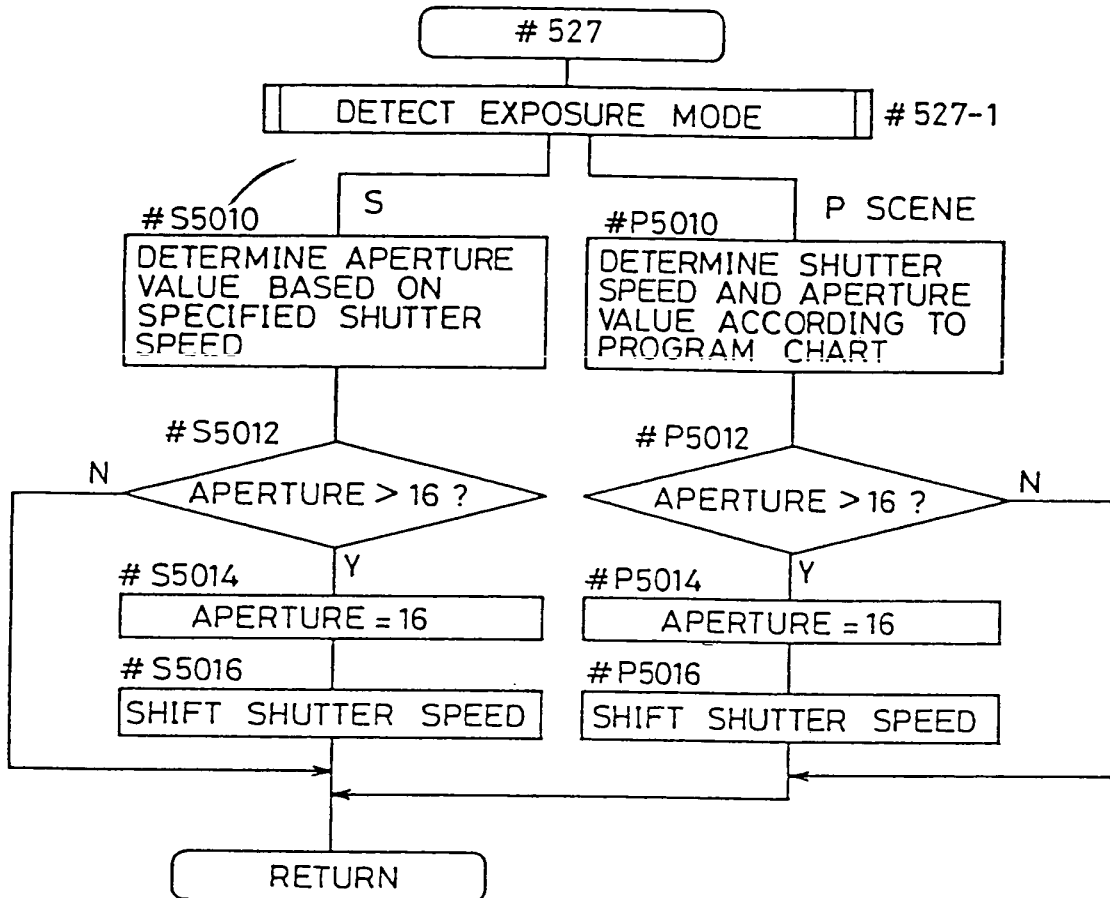 # 527
DETECT EXPOSURE MODE
# 527-1
S
P SCENE
# S5010
DETERMINE APERTURE
VALUE BASED ON
SPECIFIED SHUTTER
SPEED
#P5010
DETERMINE SHUTTER
SPEED AND APERTURE
VALUE ACCORDING TO
PROGRAM CHART
# S5012
APERTURE > 16 ?
N
Y
# P5012
APERTURE > 16 ?
N
Y
# S5014
APERTURE = 16
#P5014
APERTURE = 16
# S5016
SHIFT SHUTTER SPEED
# P5016
SHIFT SHUTTER SPEED
RETURN